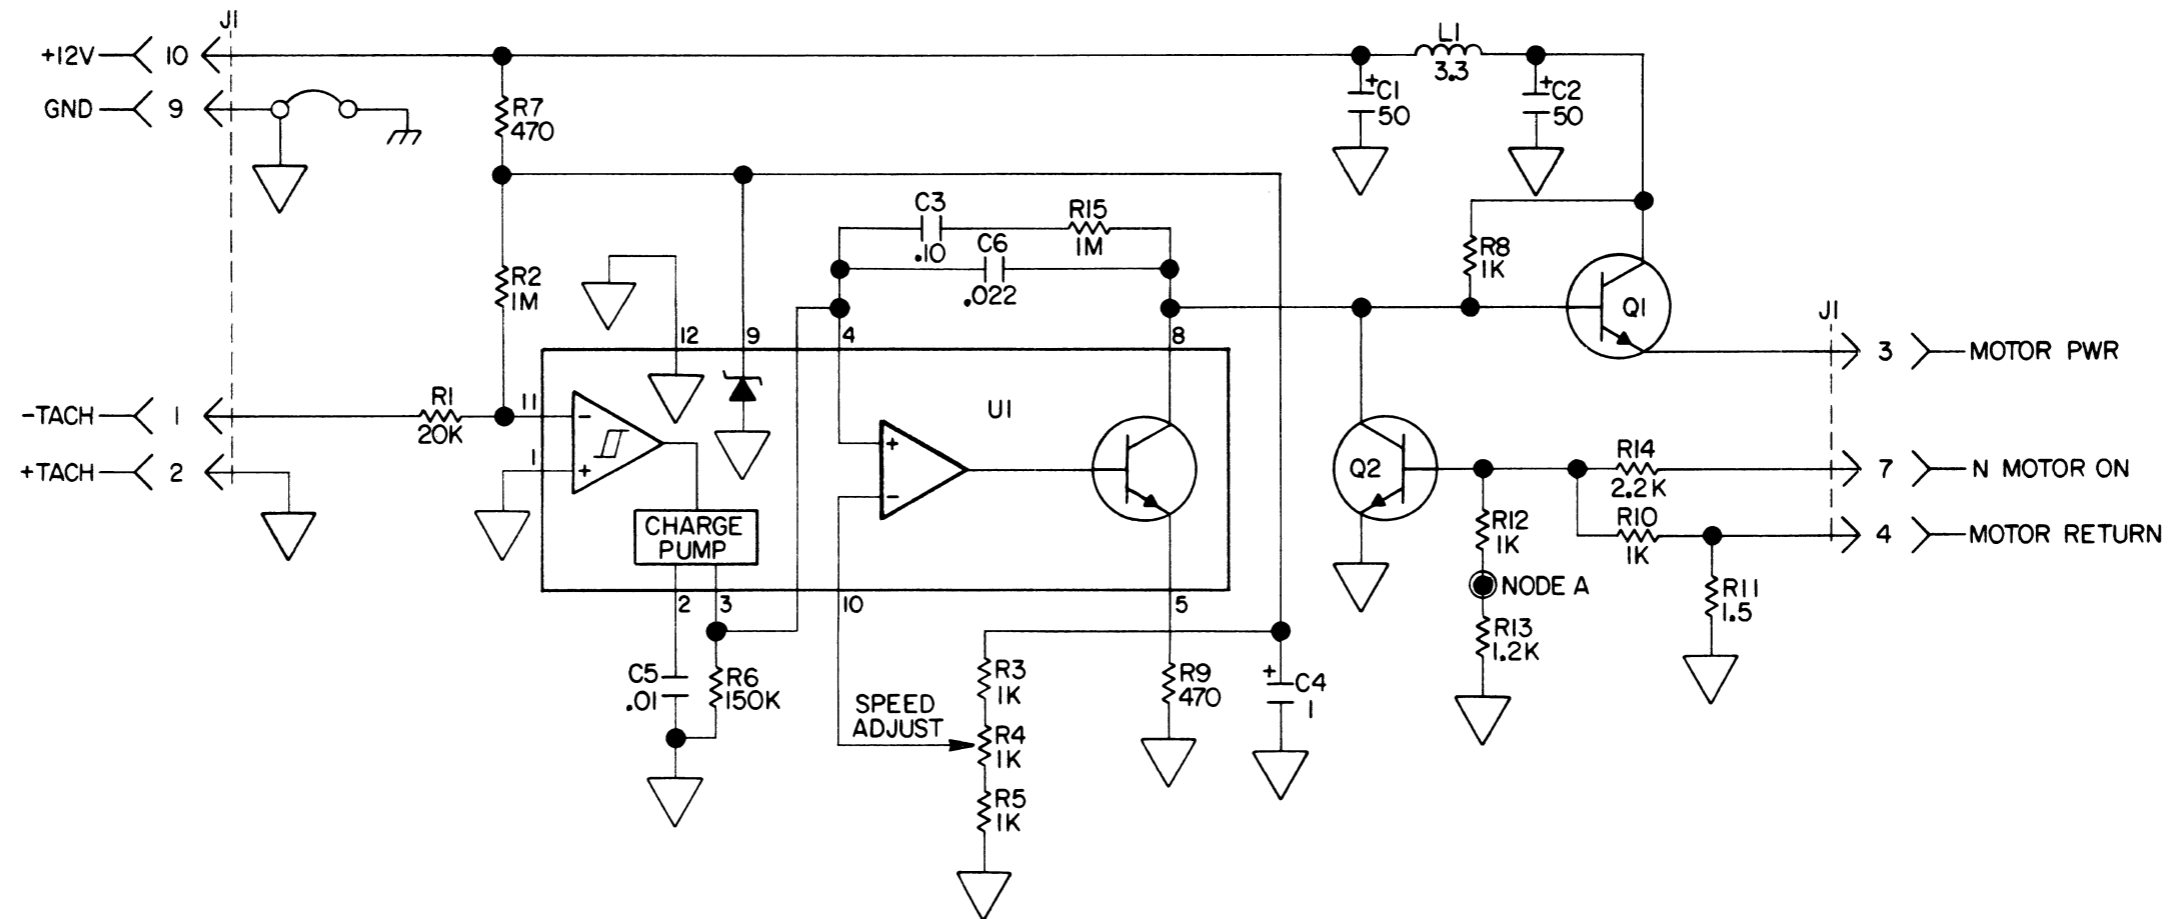 J1
+12V 10
GND 9
R7
470
L1
3.3
+C1
50
+C2
50
C3
.10
R15
1M
C6
.022
R2
1M
R8
1K
Q1
J1
12 9 4 8
3 MOTOR PWR
-TACH 1
R1
20K
11 −
1 +
+TACH 2
U1
+
−
CHARGE
PUMP
Q2
R14
2.2K
7 N MOTOR ON
R10
1K
4 MOTOR RETURN
R12
1K
NODE A
R11
1.5
R13
1.2K
2 3 10 5
C5
.01
R6
150K
SPEED
ADJUST
R3
1K
R4
1K
R5
1K
R9
470
+
C4
1